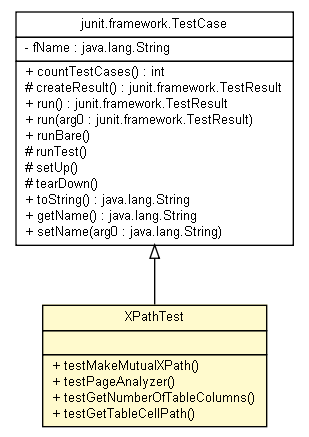 junit.framework.TestCase
- fName : java.lang.String
+ countTestCases() : int
# createResult() : junit.framework.TestResult
+ run() : junit.framework.TestResult
+ run(arg0 : junit.framework.TestResult)
+ runBare()
# runTest()
# setUp()
# tearDown()
+ toString() : java.lang.String
+ getName() : java.lang.String
+ setName(arg0 : java.lang.String)
XPathTest
+ testMakeMutualXPath()
+ testPageAnalyzer()
+ testGetNumberOfTableColumns()
+ testGetTableCellPath()